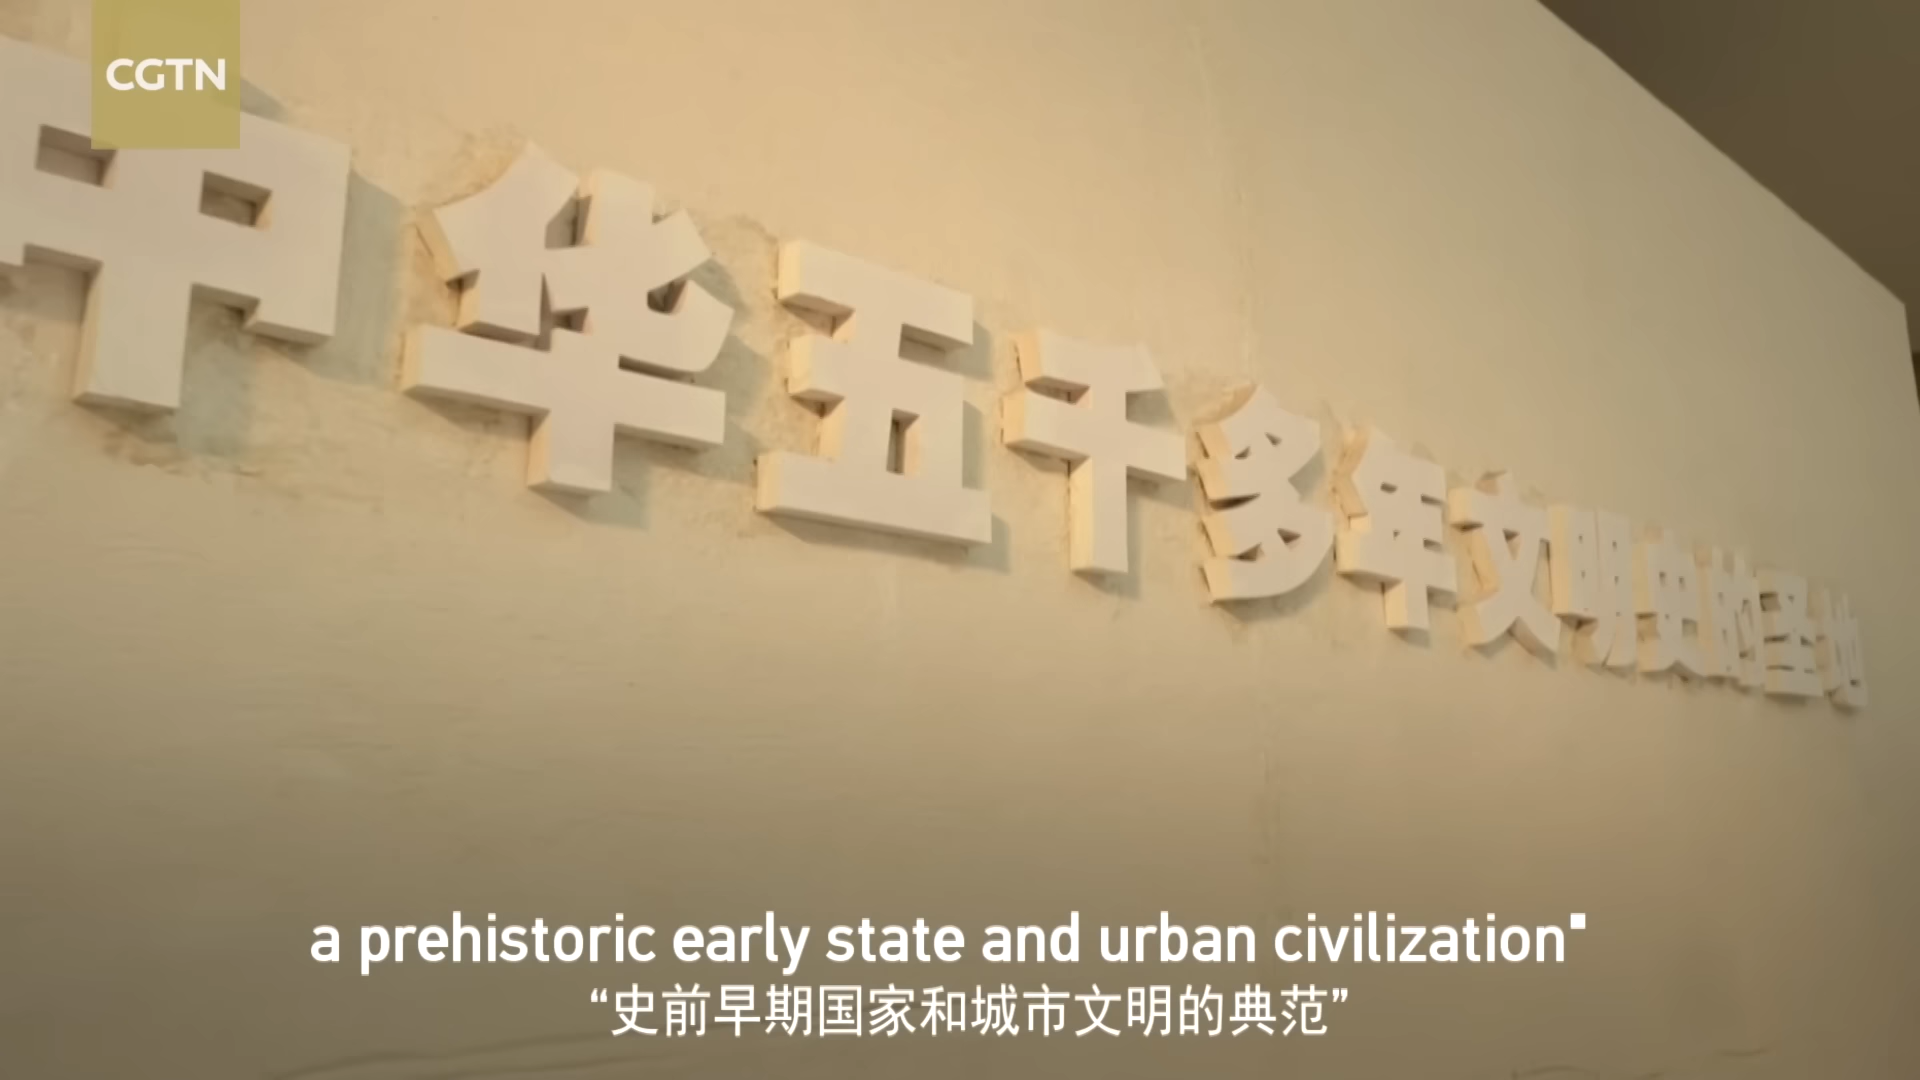 CGTN
中华五千多年文明史的圣地
a prehistoric early state and urban civilization"
“史前早期国家和城市文明的典范”